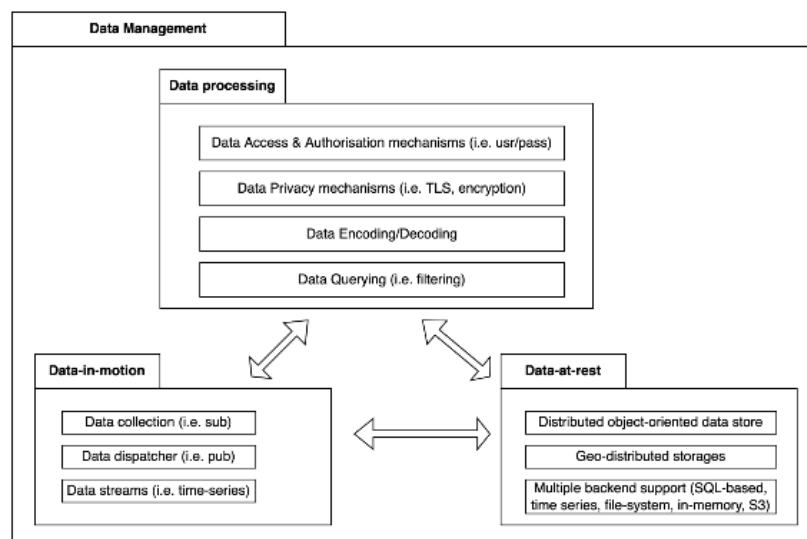 Data Management
Data processing
Data Access & Authorisation mechanisms (i.e. usr/pass)
Data Privacy mechanisms (i.e. TLS, encryption)
Data Encoding/Decoding
Data Querying (i.e. filtering)
Data-in-motion
Data collection (i.e. sub)
Data dispatcher (i.e. pub)
Data streams (i.e. time-series)
Data-at-rest
Distributed object-oriented data store
Geo-distributed storages
Multiple backend support (SQL-based,
time series, file-system, in-memory, S3)